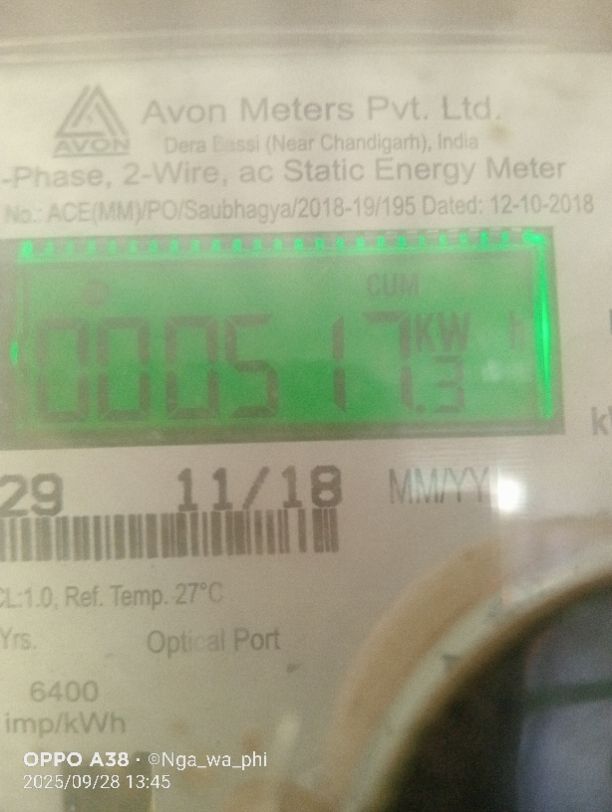 AVON
Avon Meters Pvt. Ltd.
Dera Bassi (Near Chandigarh), India
-Phase, 2-Wire, ac Static Energy Meter
No.: ACE(MM)/PO/Saubhagya/2018-19/195 Dated: 12-10-2018
CUM
000517.3 KW h
29 11/18 MM/YY
CL:1.0, Ref. Temp. 27°C
Yrs. Optical Port
6400
imp/kWh
OPPO A38 · ©Nga_wa_phi
2025/09/28 13:45